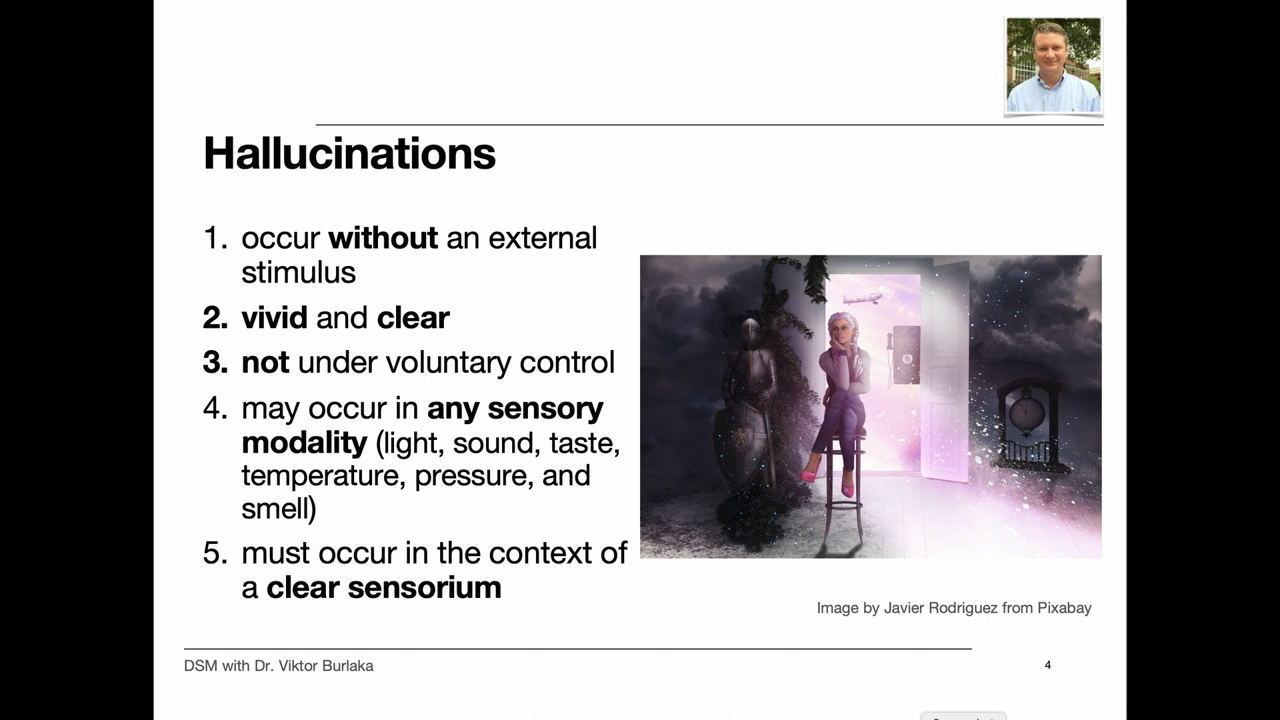 Hallucinations
1. occur without an external
stimulus
2. vivid and clear
3. not under voluntary control
4. may occur in any sensory
modality (light, sound, taste,
temperature, pressure, and
smell)
5. must occur in the context of
a clear sensorium
Image by Javier Rodriguez from Pixabay
DSM with Dr. Viktor Burlaka
4